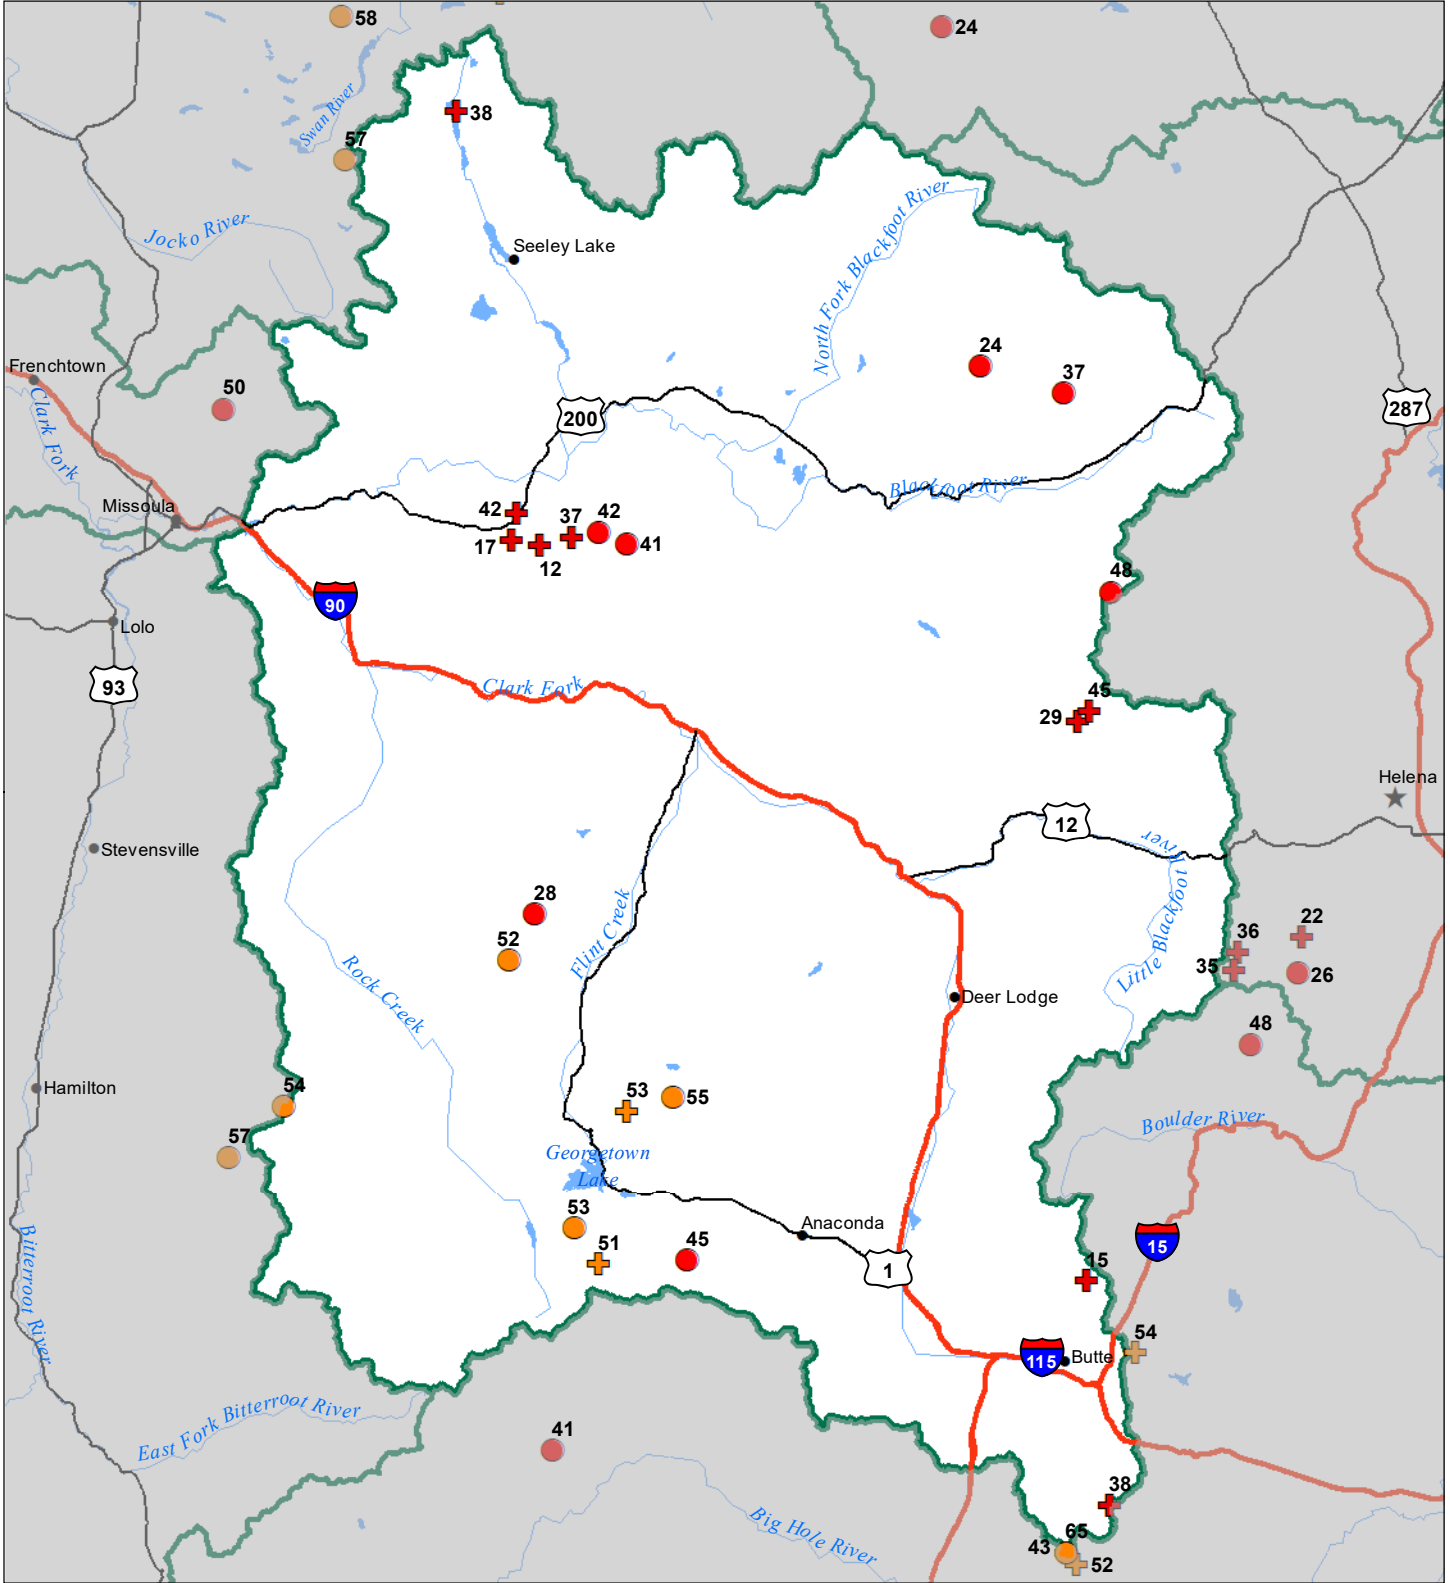 58
24
38
Swan River
57
Jocko River
Seeley Lake
North Fork Blackfoot River
24
37
Frenchtown
50
200
287
Clark Fork
Blackfoot River
Missoula
42
17
12
37
42
41
48
90
Lolo
93
Clark Fork
45
29
Helena
12
Stevensville
Little Blackfoot River
28
52
Flint Creek
36
22
35
26
Rock Creek
Deer Lodge
48
Hamilton
54
53
55
57
Boulder River
Georgetown
Lake
53
51
45
Anaconda
1
15
15
Bitterroot River
54
115
Butte
East Fork Bitterroot River
41
38
Big Hole River
65
43
52